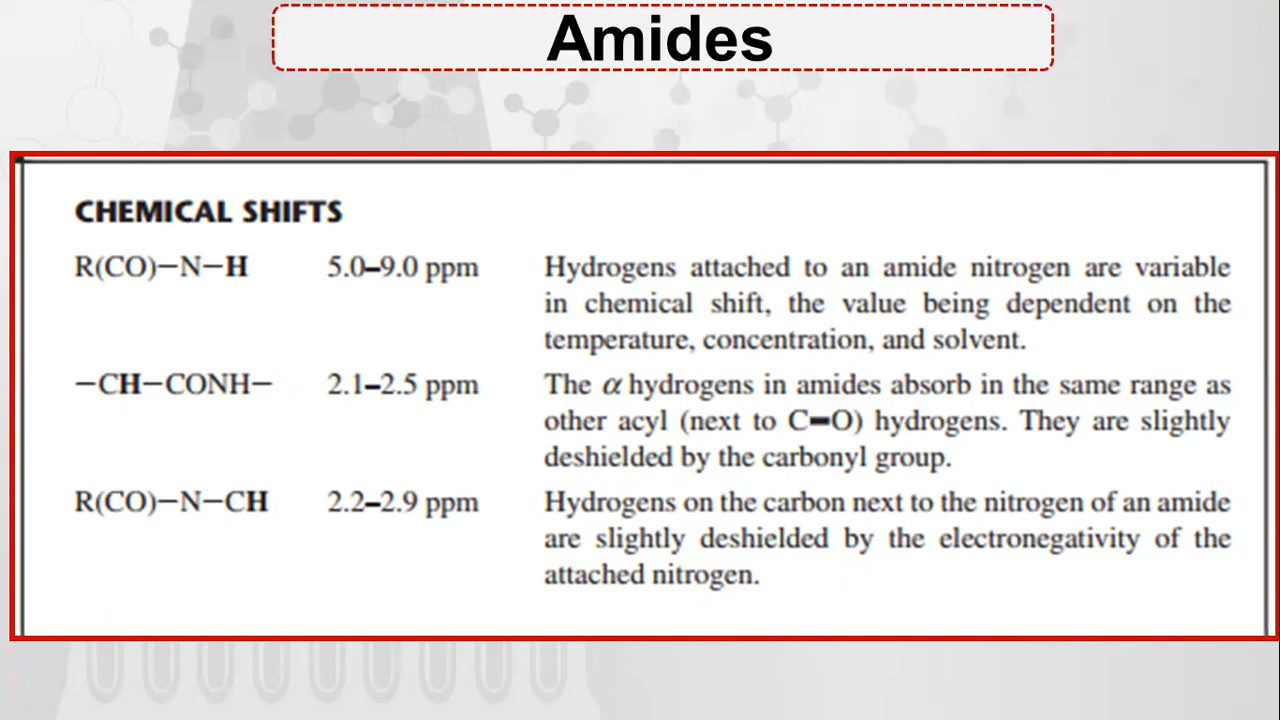 Amides
CHEMICAL SHIFTS
R(CO)–N–H 5.0–9.0 ppm Hydrogens attached to an amide nitrogen are variable
in chemical shift, the value being dependent on the
temperature, concentration, and solvent.
–CH–CONH– 2.1–2.5 ppm The α hydrogens in amides absorb in the same range as
other acyl (next to C=O) hydrogens. They are slightly
deshielded by the carbonyl group.
R(CO)–N–CH 2.2–2.9 ppm Hydrogens on the carbon next to the nitrogen of an amide
are slightly deshielded by the electronegativity of the
attached nitrogen.